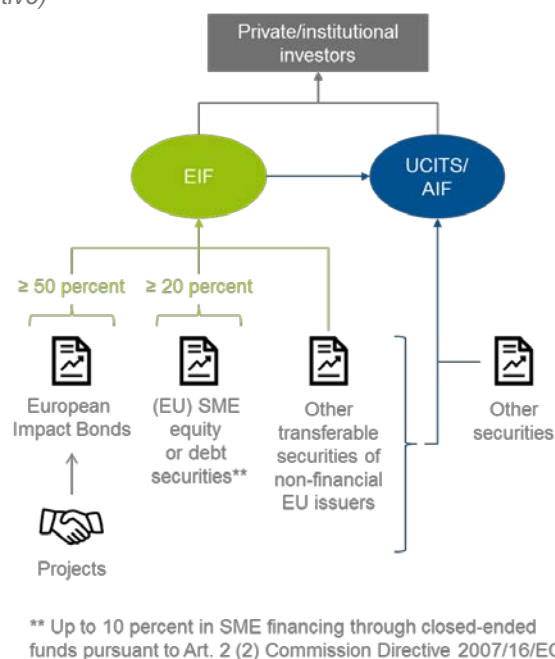 Private/institutional
investors
EIF
UCITS/
AIF
≥ 50 percent
≥ 20 percent
European
Impact Bonds
(EU) SME
equity
or debt
securities**
Other
transferable
securities of
non-financial
EU issuers
Other
securities
Projects
** Up to 10 percent in SME financing through closed-ended
funds pursuant to Art. 2 (2) Commission Directive 2007/16/EC